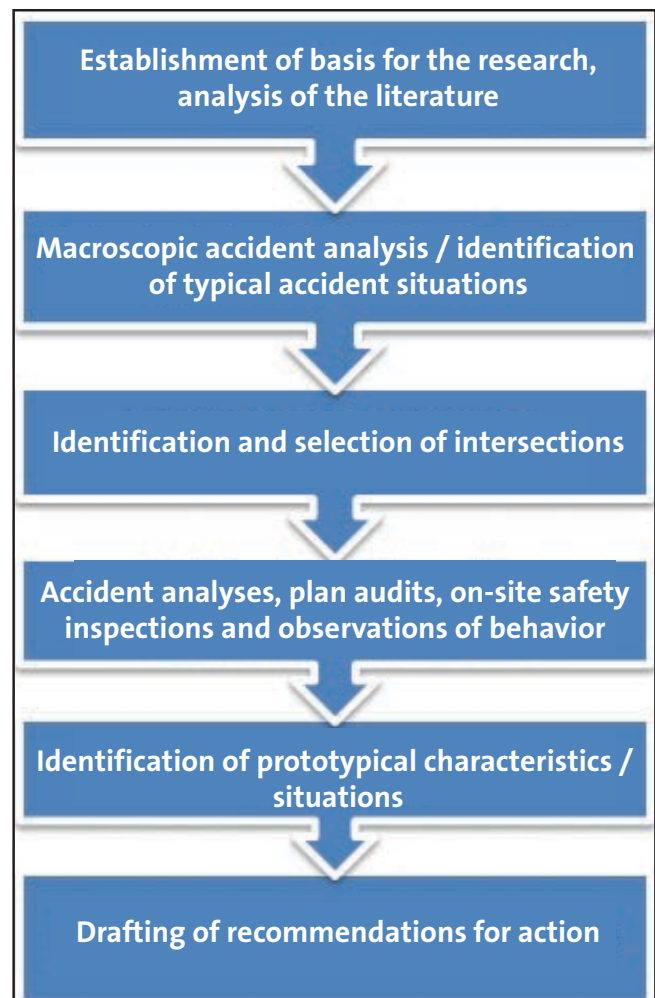 Establishment of basis for the research,
analysis of the literature
Macroscopic accident analysis / identification
of typical accident situations
Identification and selection of intersections
Accident analyses, plan audits, on-site safety
inspections and observations of behavior
Identification of prototypical characteristics /
situations
Drafting of recommendations for action